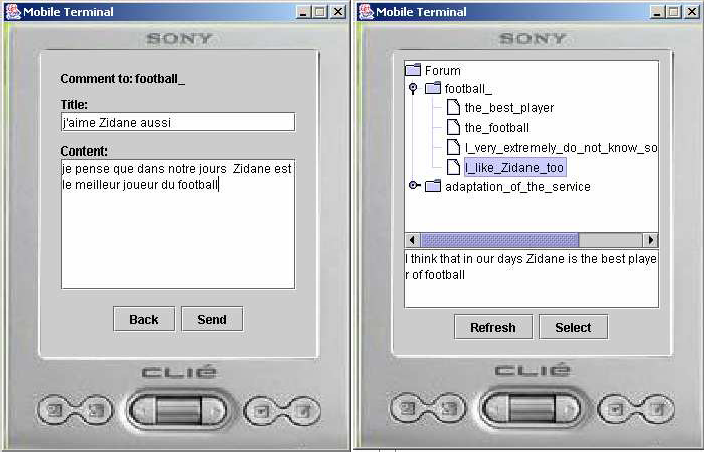 Mobile Terminal
SONY
Comment to: football_
Title:
j'aime Zidane aussi
Content:
je pense que dans notre jours Zidane est
le meilleur joueur du football
Back
Send
CLIÉ
Mobile Terminal
SONY
Forum
football_
the_best_player
the_football
I_very_extremely_do_not_know_so
I_like_Zidane_too
adaptation_of_the_service
I think that in our days Zidane is the best playe
r of football
Refresh
Select
CLIÉ